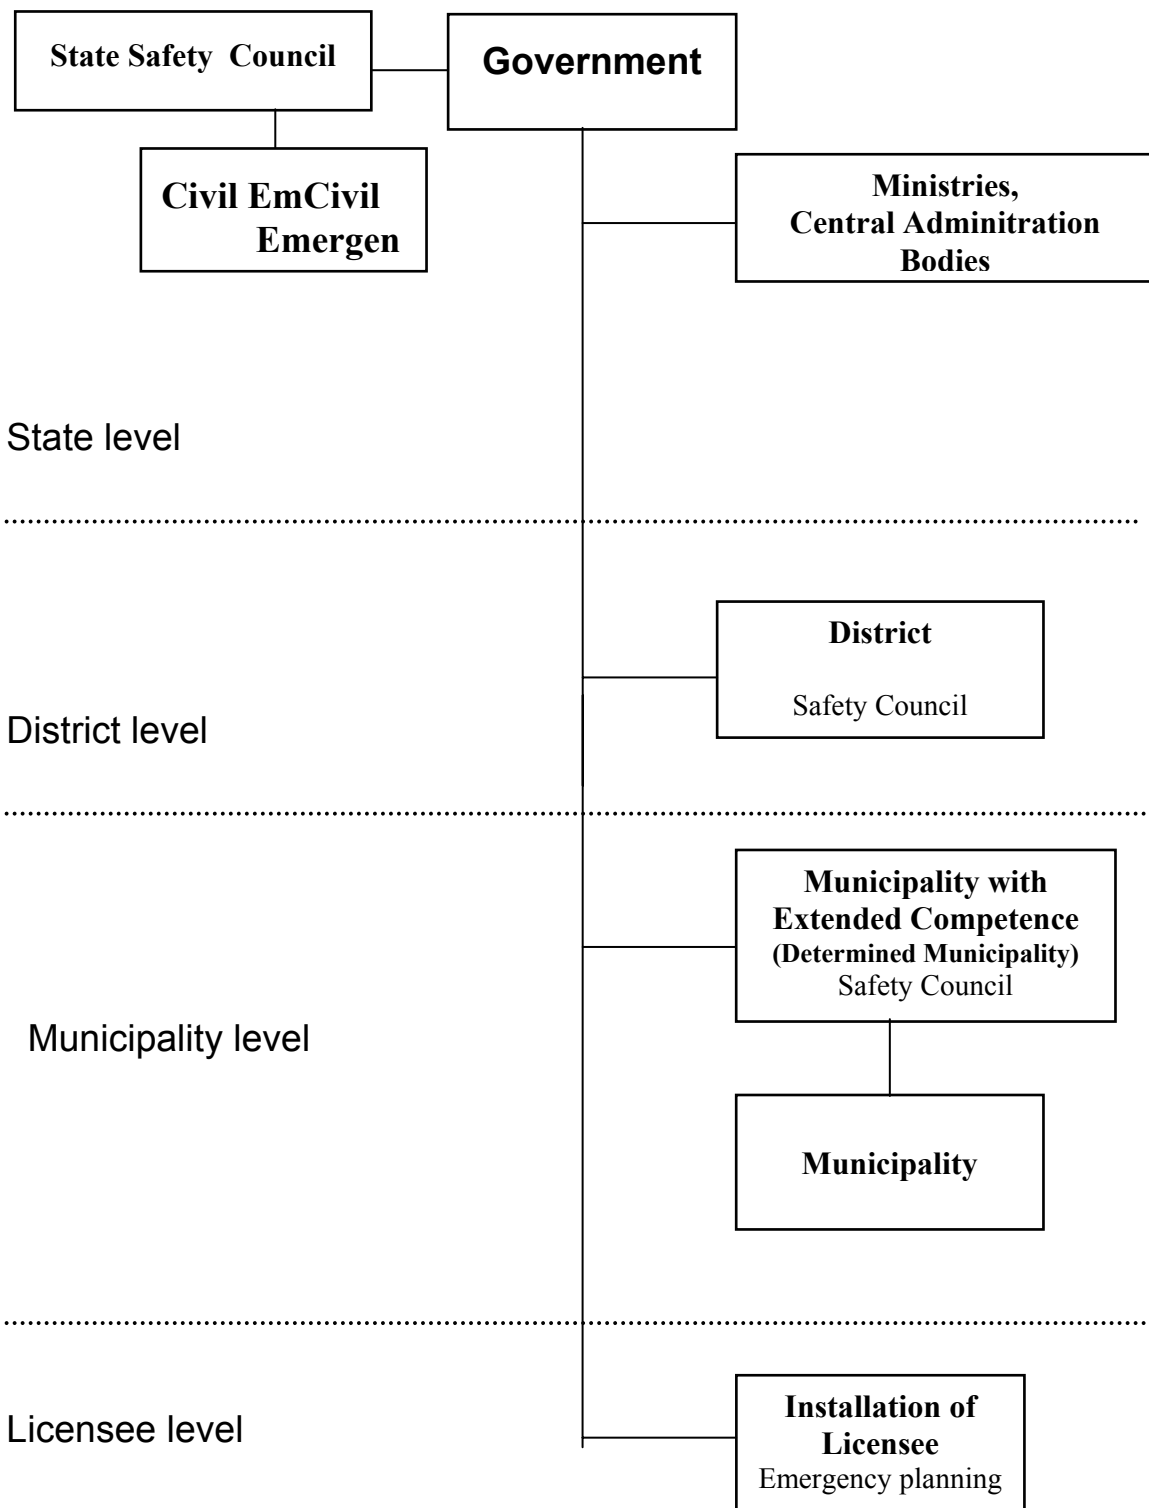 State Safety Council
Government
Civil EmCivil
Emergen
Ministries,
Central Adminitration
Bodies
State level
District
Safety Council
District level
Municipality with
Extended Competence
(Determined Municipality)
Safety Council
Municipality level
Municipality
Installation of
Licensee
Emergency planning
Licensee level